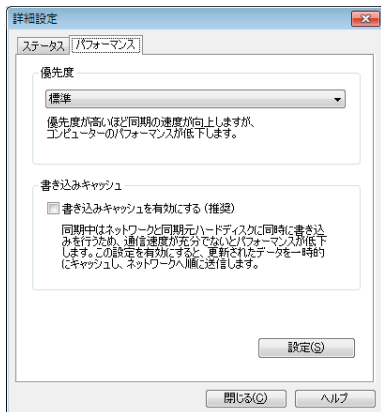 詳細設定
ステータス パフォーマンス
優先度
標準
優先度が高いほど同期の速度が向上しますが、
コンピューターのパフォーマンスが低下します。
書き込みキャッシュ
書き込みキャッシュを有効にする (推奨)
同期中はネットワークと同期元ハードディスクに同時に書き込
みを行うため、通信速度が充分でないとパフォーマンスが低下
します。この設定を有効にすると、更新されたデータを一時的
にキャッシュし、ネットワークへ順に送信します。
設定(S)
閉じる(C) ヘルプ